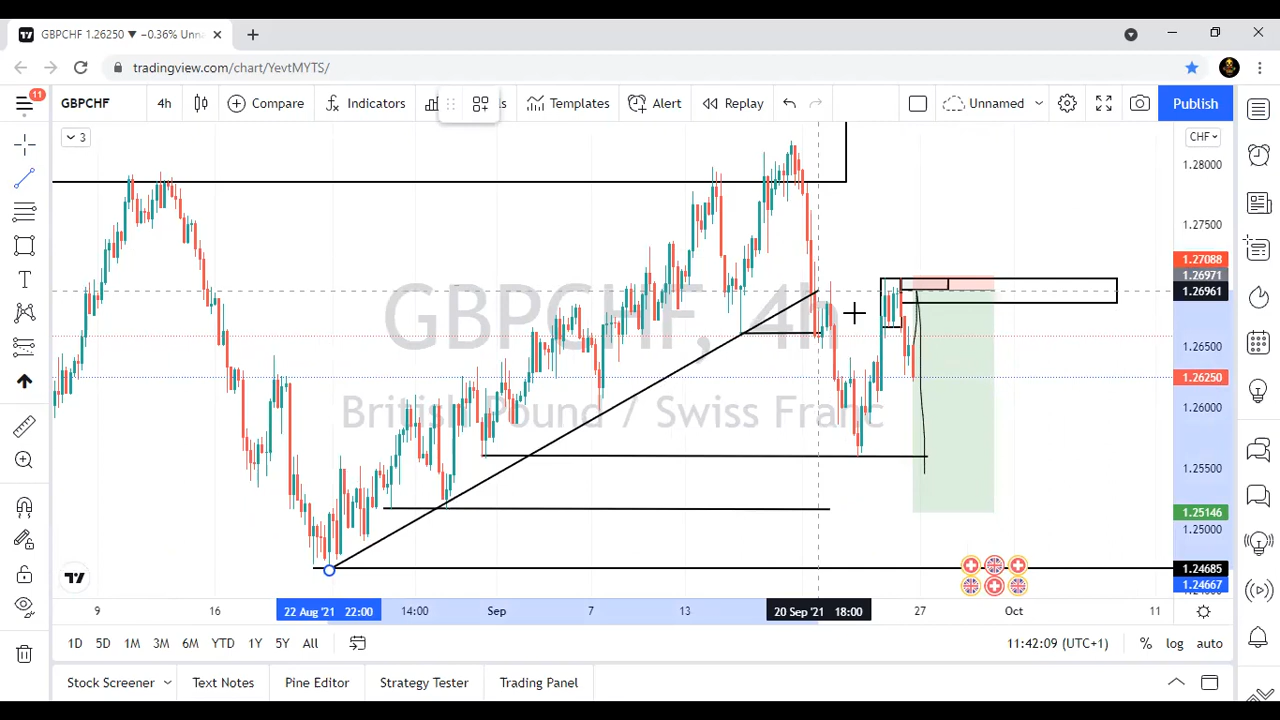 GBPCHF 1.26250 ▼ −0.36% Unna
tradingview.com/chart/YevtMYTS/
11
GBPCHF
4h
Compare
Indicators
Templates
Alert
Replay
Unnamed
Publish
3
CHF
GBPCHF, 4h
British Pound / Swiss Franc
1.28000
1.27500
1.27088
1.26971
1.26961
1.26500
1.26250
1.26000
1.25500
1.25146
1.25000
1.24685
1.24667
9
16
22 Aug '21 22:00
14:00
Sep
7
13
20 Sep '21 18:00
27
Oct
11
1D
5D
1M
3M
6M
YTD
1Y
5Y
All
11:42:09 (UTC+1)
%
log
auto
Stock Screener
Text Notes
Pine Editor
Strategy Tester
Trading Panel